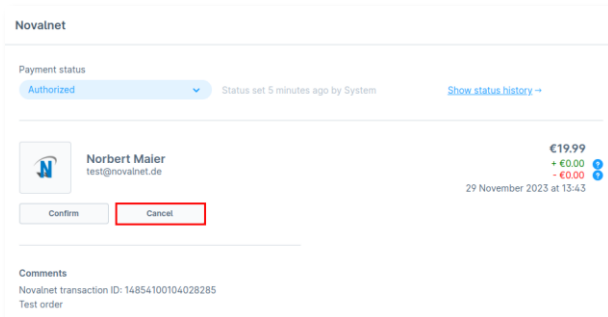 Novalnet
Payment status
Authorized
Status set 5 minutes ago by System
Show status history →
N
Norbert Maier
test@novalnet.de
€19.99
+ €0.00 ?
- €0.00 ?
29 November 2023 at 13:43
Confirm
Cancel
Comments
Novalnet transaction ID: 14854100104028285
Test order